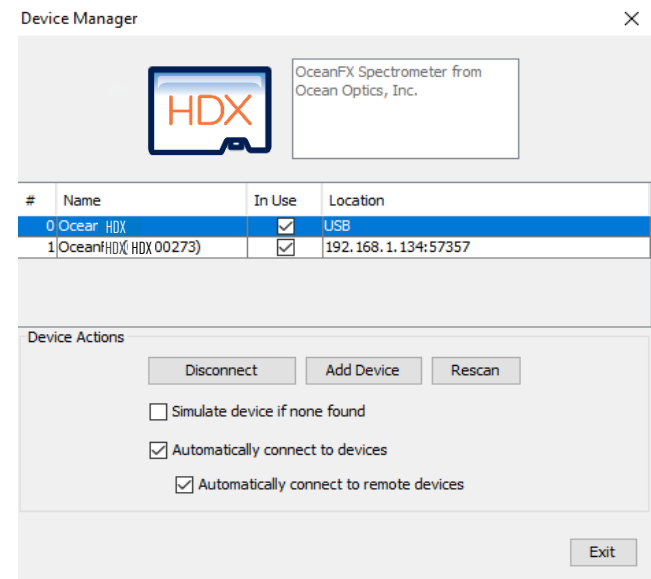 Device Manager
HDX
OceanFX Spectrometer from
Ocean Optics, Inc.
# Name In Use Location
0 Ocear HDX USB
1 OceanfHDX( HDX 00273) 192.168.1.134:57357
Device Actions
Disconnect Add Device Rescan
Simulate device if none found
Automatically connect to devices
Automatically connect to remote devices
Exit